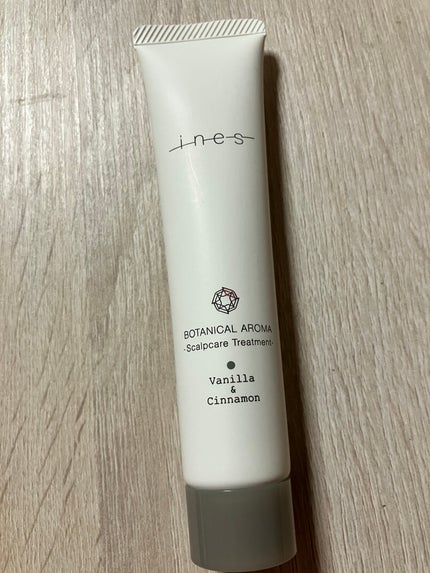 ines
BOTANICAL AROMA
-Scalpcare Treatment-
Vanilla
&
Cinnamon